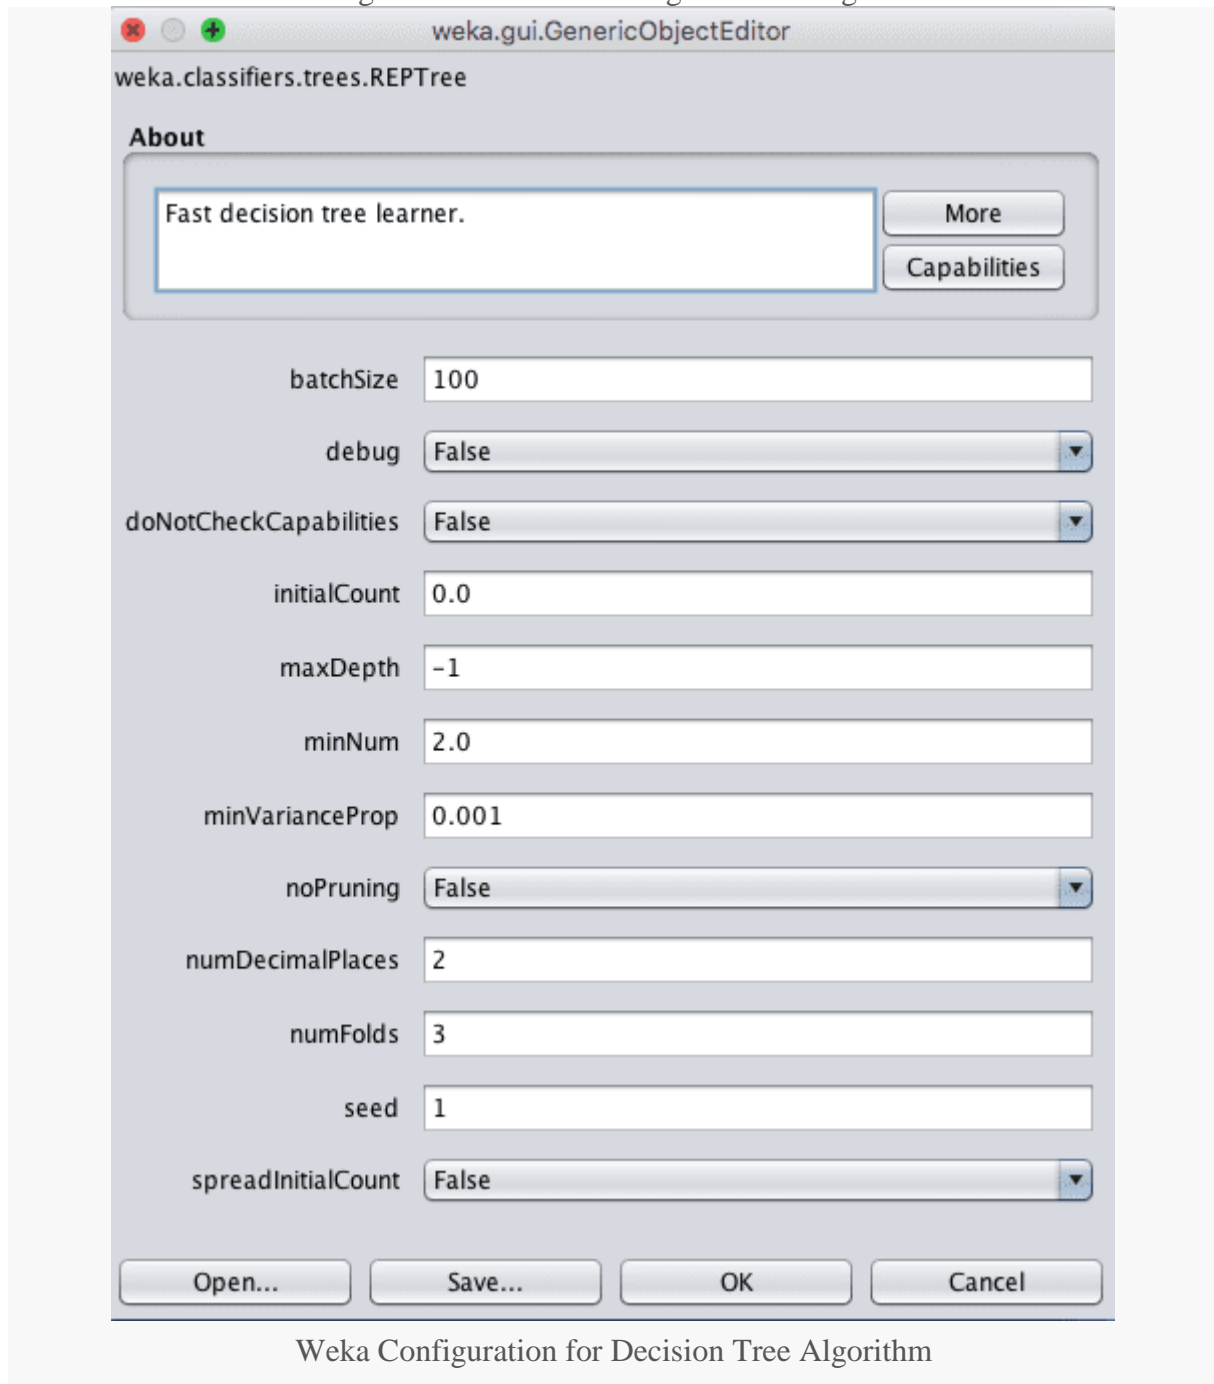 weka.gui.GenericObjectEditor
weka.classifiers.trees.REPTree
About
Fast decision tree learner.
More
Capabilities
batchSize 100
debug False
doNotCheckCapabilities False
initialCount 0.0
maxDepth -1
minNum 2.0
minVarianceProp 0.001
noPruning False
numDecimalPlaces 2
numFolds 3
seed 1
spreadInitialCount False
Open... Save... OK Cancel
Weka Configuration for Decision Tree Algorithm